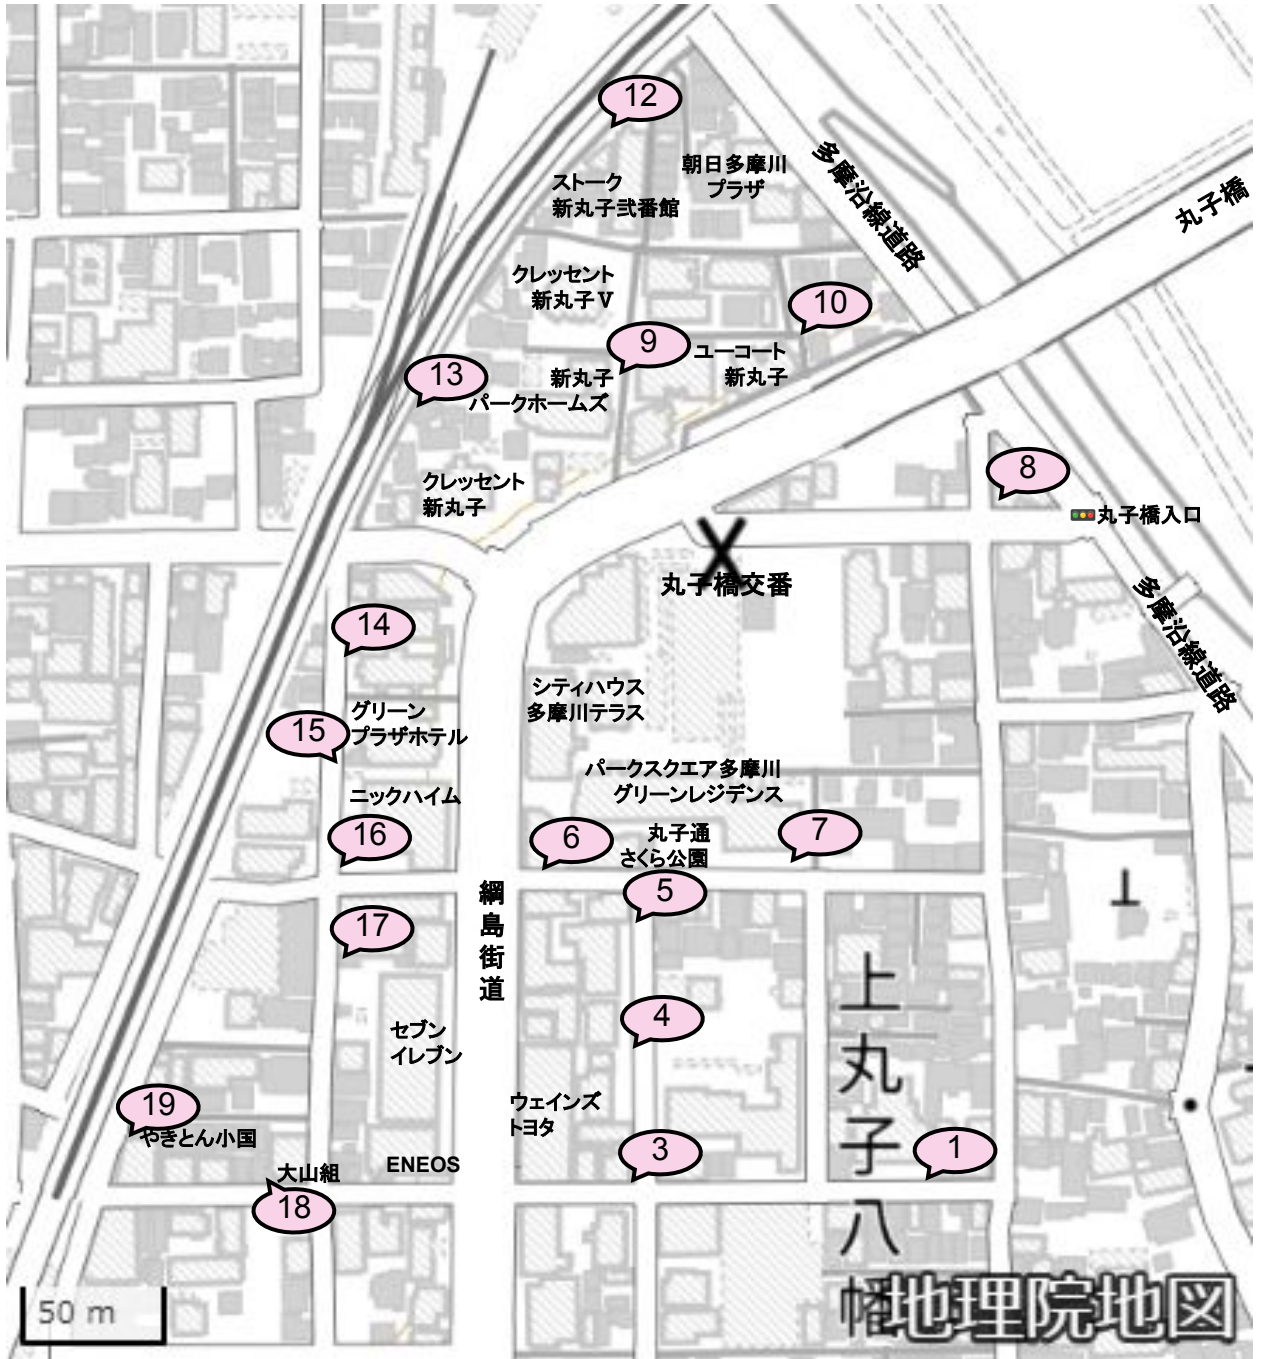 12
朝日多摩川
プラザ
ストーク
新丸子弐番館
多摩沿線道路
丸子橋
クレッセント
新丸子Ⅴ
10
9
ユーコート
新丸子
13
新丸子
パークホームズ
クレッセント
新丸子
8
丸子橋入口
X
丸子橋交番
多摩沿線道路
14
シティハウス
多摩川テラス
グリーン
プラザホテル
15
パークスクエア多摩川
グリーンレジデンス
ニックハイム
16
6
丸子通
さくら公園
7
5
綱島街道
17
4
セブン
イレブン
上丸子八幡
ウェインズ
トヨタ
19
やきとん小国
3
1
ENEOS
大山組
18
50 m
地理院地図